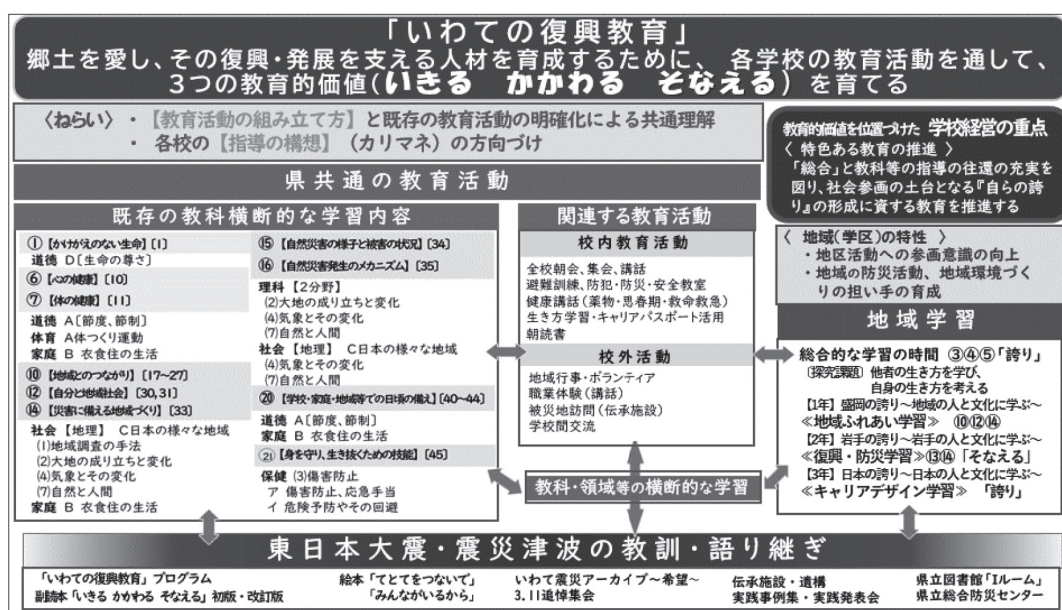 「いわての復興教育」
郷土を愛し、その復興・発展を支える人材を育成するために、 各学校の教育活動を通して、
3つの教育的価値(いきる かかわる そなえる) を育てる
〈ねらい〉・【教育活動の組み立て方】と既存の教育活動の明確化による共通理解
・ 各校の【指導の構想】(カリマネ)の方向づけ
教育的価値を位置づけた 学校経営の重点
〈 特色ある教育の推進 〉
「総合」と教科等の指導の往還の充実を
図り、社会参画の土台となる『自らの誇
り』の形成に資する教育を推進する
県共通の教育活動
既存の教科横断的な学習内容
①【かけがえのない生命】[1]
道徳 D[生命の尊さ]
⑥【心の健康】[10]
⑦【体の健康】[11]
道徳 A[節度、節制]
体育 A体つくり運動
家庭 B 衣食住の生活
⑩【地域とのつながり】[17~27]
⑫【自分と地域社会】[30,31]
⑭【災害に備える地域づくり】[33]
社会【地理】 C日本の様々な地域
(1)地域調査の手法
(2)大地の成り立ちと変化
(4)気象とその変化
(7)自然と人間
家庭 B 衣食住の生活
⑮【自然災害の様子と被害の状況】[34]
⑯【自然災害発生のメカニズム】[35]
理科【2分野】
(2)大地の成り立ちと変化
(4)気象とその変化
(7)自然と人間
社会【地理】 C日本の様々な地域
(4)気象とその変化
(7)自然と人間
⑳【学校・家庭・地域等での日頃の備え】[40~44]
道徳 A[節度、節制]
家庭 B 衣食住の生活
㉑【身を守り、生き抜くための技能】[45]
保健 (3)傷害防止
ア 傷害防止、応急手当
イ 危険予防やその回避
関連する教育活動
校内教育活動
全校朝会、集会、講話
避難訓練、防犯・防災・安全教室
健康講話(薬物・思春期・救命救急)
生き方学習・キャリアパスポート活用
朝読書
校外活動
地域行事・ボランティア
職業体験(講話)
被災地訪問(伝承施設)
学校間交流
教科・領域等の横断的な学習
〈 地域(学区)の特性 〉
・地区活動への参画意識の向上
・地域の防災活動、地域環境づく
りの担い手の育成
地域学習
総合的な学習の時間 ③④⑤「誇り」
〔探究課題〕他者の生き方を学び、
自身の生き方を考える
【1年】盛岡の誇り~地域の人と文化に学ぶ~
≪地域ふれあい学習≫ ⑩⑫⑭
【2年】岩手の誇り~岩手の人と文化に学ぶ~
≪復興・防災学習≫⑬⑭「そなえる」
【3年】日本の誇り~日本の人と文化に学ぶ~
≪キャリアデザイン学習≫ 「誇り」
東日本大震・震災津波の教訓・語り継ぎ
「いわての復興教育」プログラム
副読本「いきる かかわる そなえる」初版・改訂版
絵本「てとてをつないで」
「みんながいるから」
いわて震災アーカイブ~希望~
3.11追悼集会
伝承施設・遺構
実践事例集・実践発表会
県立図書館「Iルーム」
県立総合防災センター